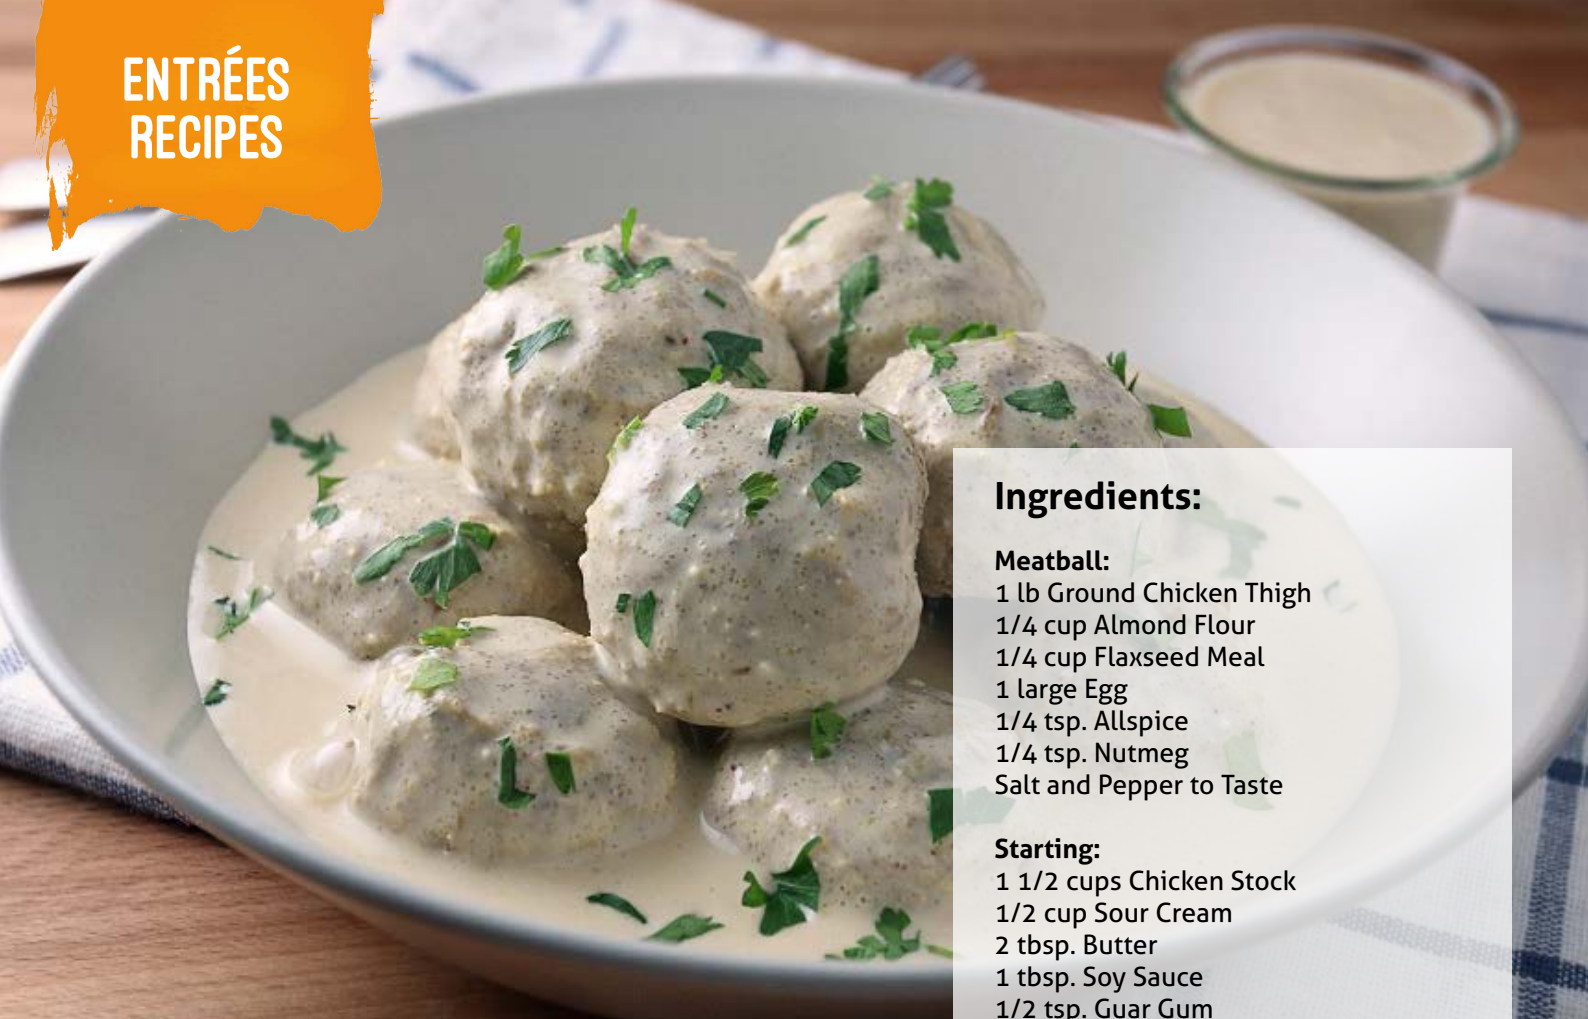 ENTRÉES
RECIPES
Ingredients:
Meatball:
1 lb Ground Chicken Thigh
1/4 cup Almond Flour
1/4 cup Flaxseed Meal
1 large Egg
1/4 tsp. Allspice
1/4 tsp. Nutmeg
Salt and Pepper to Taste
Starting:
1 1/2 cups Chicken Stock
1/2 cup Sour Cream
2 tbsp. Butter
1 tbsp. Soy Sauce
1/2 tsp. Guar Gum